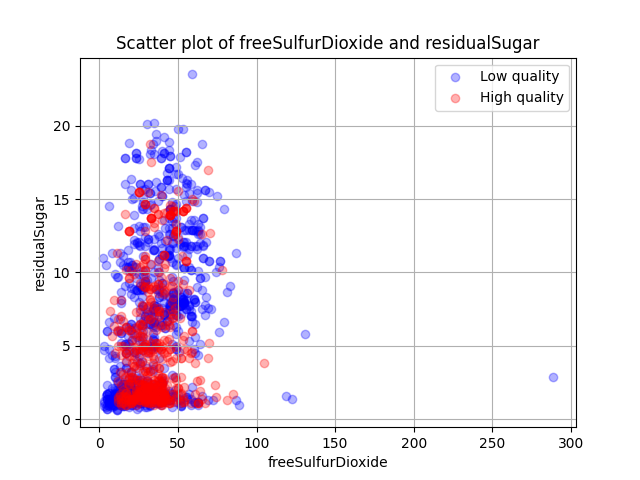 Scatter plot of freeSulfurDioxide and residualSugar
Low quality
High quality
residualSugar
20
15
10
5
0
0 50 100 150 200 250 300
freeSulfurDioxide